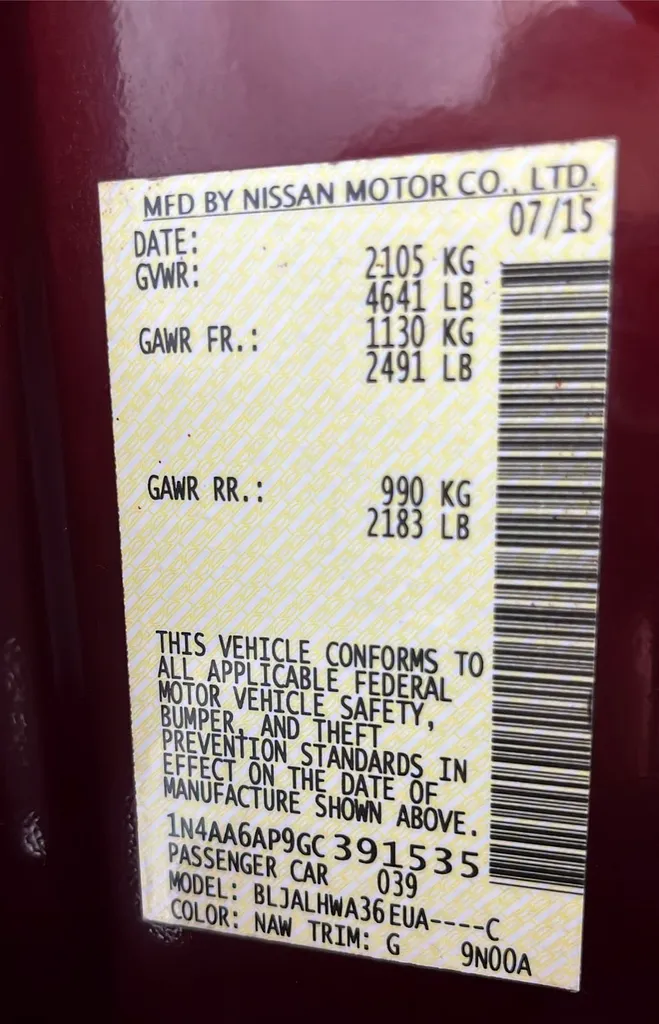 MFD BY NISSAN MOTOR CO., LTD.
DATE: 07/15
GVWR: 2105 KG
4641 LB
GAWR FR.: 1130 KG
2491 LB
GAWR RR.: 990 KG
2183 LB
THIS VEHICLE CONFORMS TO
ALL APPLICABLE FEDERAL
MOTOR VEHICLE SAFETY,
BUMPER, AND THEFT
PREVENTION STANDARDS IN
EFFECT ON THE DATE OF
MANUFACTURE SHOWN ABOVE.
1N4AA6AP9GC391535
PASSENGER CAR 039
MODEL: BLJALHWA36EUA----C
COLOR: NAW TRIM: G 9N00A